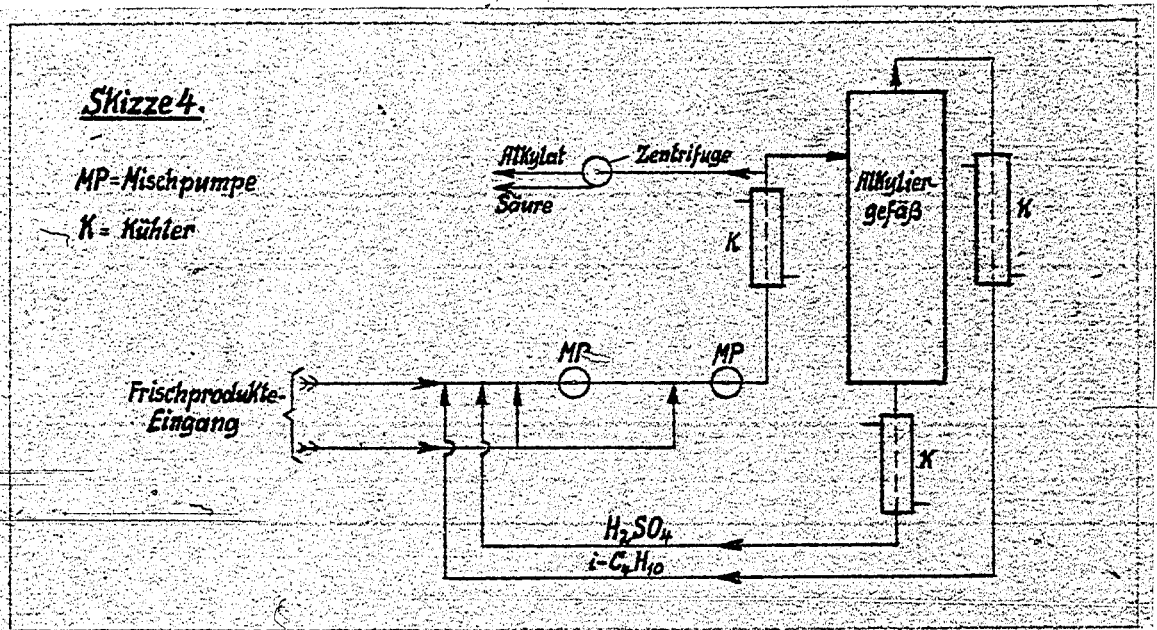 Skizze 4.
MP=Mischpumpe
K= Kühler
Alkylat
Säure
Zentrifuge
Alkylier-
gefäß
K
K
MP
MP
Frischprodukte-
Eingang
K
H₂SO₄
i-C₄H₁₀